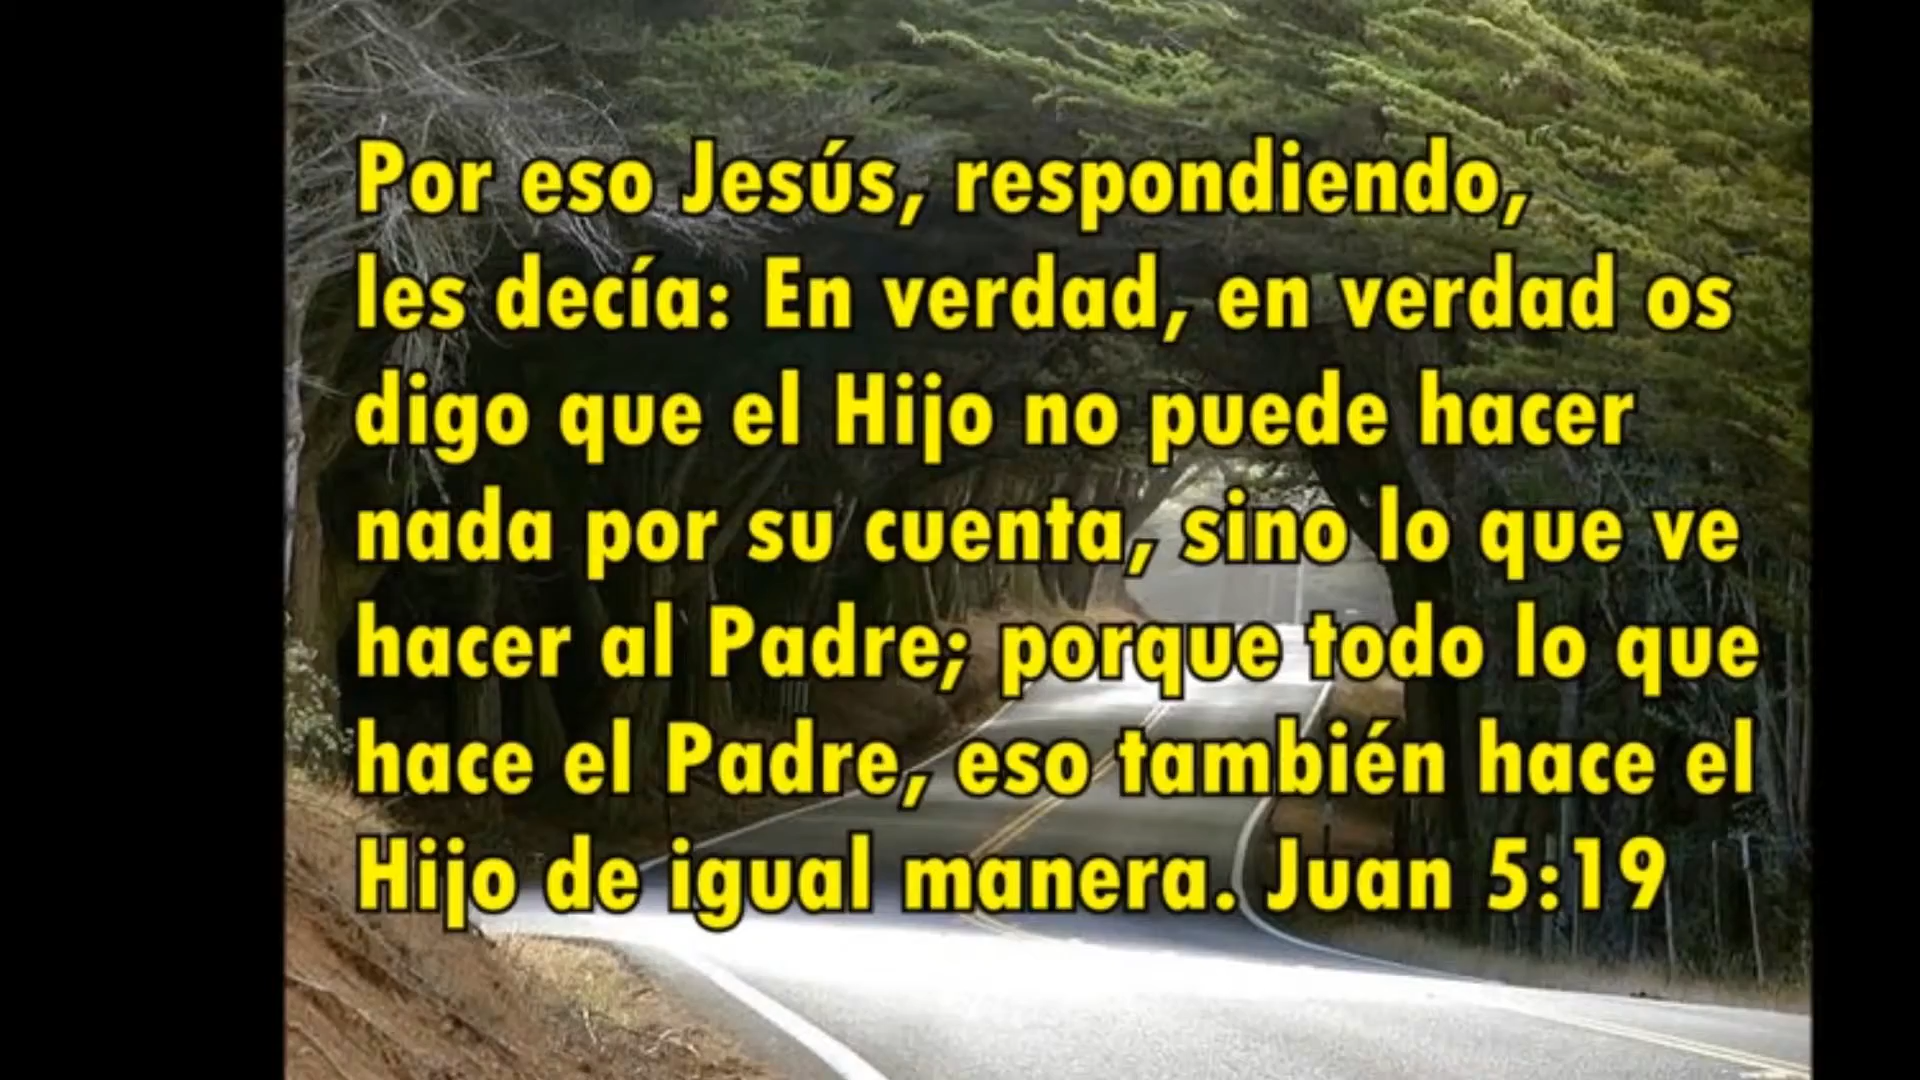 Por eso Jesús, respondiendo,
les decía: En verdad, en verdad os
digo que el Hijo no puede hacer
nada por su cuenta, sino lo que ve
hacer al Padre; porque todo lo que
hace el Padre, eso también hace el
Hijo de igual manera. Juan 5:19